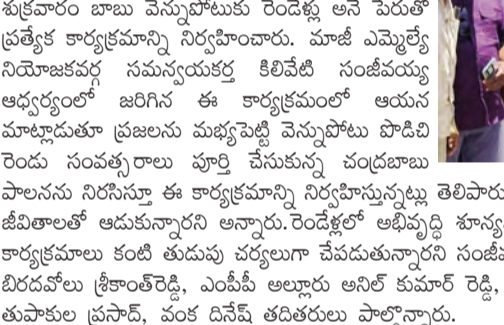 శుక్రవారం బాబు వెన్నుపోటుకు రెండేళ్లు అనే పేరుతో
ప్రత్యేక కార్యక్రమాన్ని నిర్వహించారు. మాజీ ఎమ్మెల్యే
నియోజకవర్గ సమన్వయకర్త కిలివేటి సంజీవయ్య
ఆధ్వర్యంలో జరిగిన ఈ కార్యక్రమంలో ఆయన
మాట్లాడుతూ ప్రజలను మభ్యపెట్టి వెన్నుపోటు పొడిచి
రెండు సంవత్సరాలు పూర్తి చేసుకున్న చంద్రబాబు
పాలనను నిరసిస్తూ ఈ కార్యక్రమాన్ని నిర్వహిస్తున్నట్లు తెలిపారు
జీవితాలతో ఆడుకున్నారని అన్నారు.రెండేళ్లలో అభివృద్ధి శూన్య
కార్యక్రమాలు కంటి తుడుపు చర్యలుగా చేపడుతున్నారని సంజీవ
బిరదవోలు శ్రీకాంత్‌రెడ్డి, ఎంపీపీ అల్లూరు అనిల్ కుమార్ రెడ్డి,
తుపాకుల ప్రసాద్, వంక దినేష్ తదితరులు పాల్గొన్నారు.